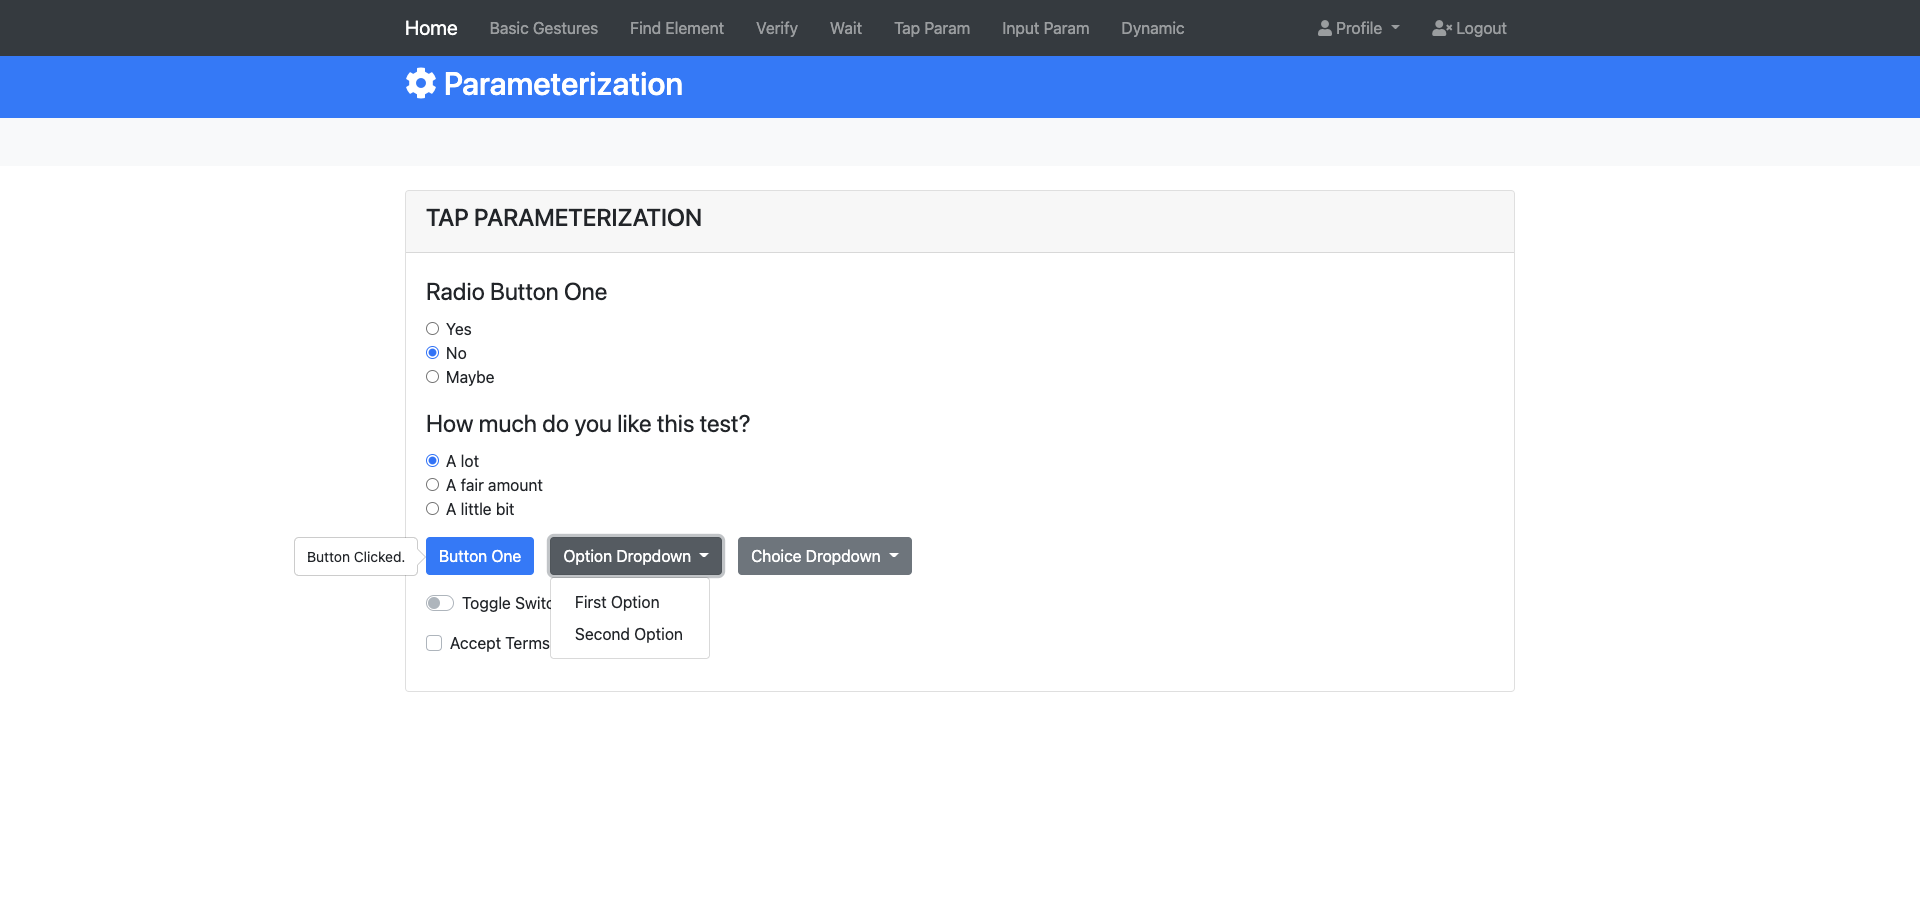 Home Basic Gestures Find Element Verify Wait Tap Param Input Param Dynamic Profile Logout
Parameterization
TAP PARAMETERIZATION
Radio Button One
Yes
No
Maybe
How much do you like this test?
A lot
A fair amount
A little bit
Button Clicked. Button One Option Dropdown Choice Dropdown
Toggle Switc
First Option
Second Option
Accept Terms